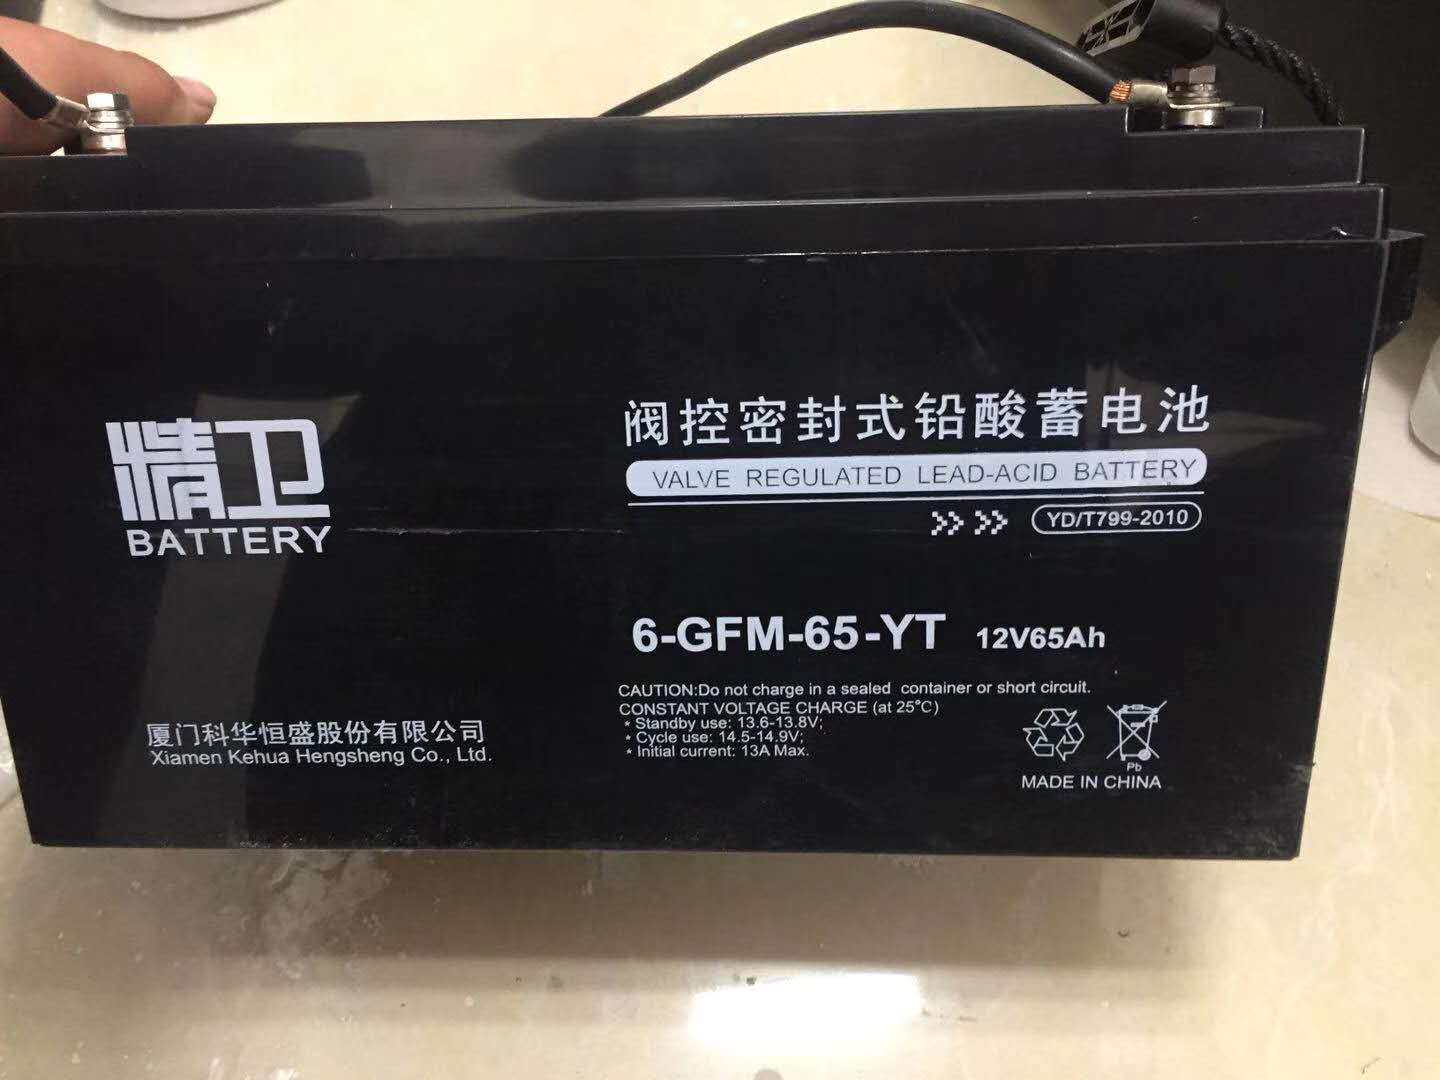 精卫
BATTERY
阀控密封式铅酸蓄电池
VALVE REGULATED LEAD-ACID BATTERY
YD/T799-2010
6-GFM-65-YT 12V65Ah
CAUTION:Do not charge in a sealed container or short circuit.
CONSTANT VOLTAGE CHARGE (at 25°C)
* Standby use: 13.6-13.8V;
* Cycle use: 14.5-14.9V;
* Initial current: 13A Max.
Pb
MADE IN CHINA
厦门科华恒盛股份有限公司
Xiamen Kehua Hengsheng Co., Ltd.